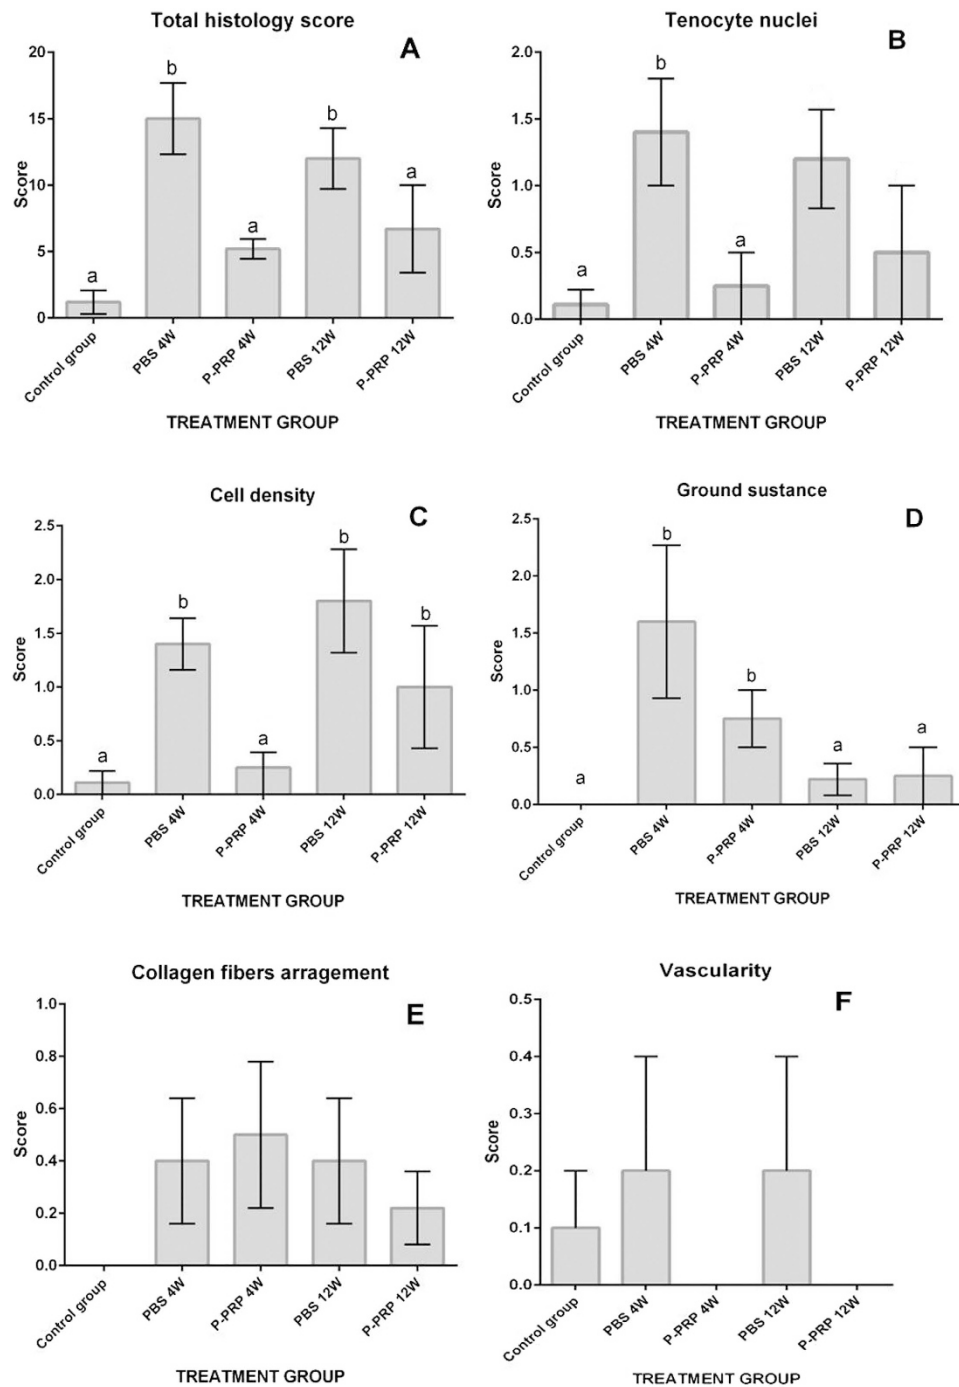 Total histology score
A
20
15
10
5
0
Score
b
b
a
a
a
Control group
PBS 4W
P-PRP 4W
PBS 12W
P-PRP 12W
TREATMENT GROUP
Tenocyte nuclei
B
2.0
1.5
1.0
0.5
0.0
Score
b
a
a
Control group
PBS 4W
P-PRP 4W
PBS 12W
P-PRP 12W
TREATMENT GROUP
Cell density
C
2.5
2.0
1.5
1.0
0.5
0.0
Score
a
b
a
b
b
Control group
PBS 4W
P-PRP 4W
PBS 12W
P-PRP 12W
TREATMENT GROUP
Ground sustance
D
2.5
2.0
1.5
1.0
0.5
0.0
Score
a
b
b
a
a
Control group
PBS 4W
P-PRP 4W
PBS 12W
P-PRP 12W
TREATMENT GROUP
Collagen fibers arragement
E
1.0
0.8
0.6
0.4
0.2
0.0
Score
Control group
PBS 4W
P-PRP 4W
PBS 12W
P-PRP 12W
TREATMENT GROUP
Vascularity
F
0.5
0.4
0.3
0.2
0.1
0.0
Score
Control group
PBS 4W
P-PRP 4W
PBS 12W
P-PRP 12W
TREATMENT GROUP